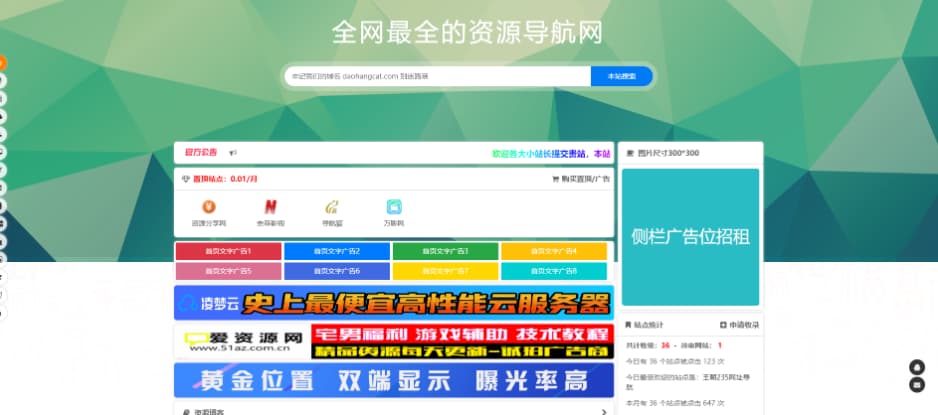 全网最全的资源导航网
牢记我们的域名 daohangcat.com 别迷路哦
本站搜索
官方公告
欢迎各大小站长提交贵站，本站
图片尺寸300*300
置顶站点：0.01/月
购买置顶/广告
资源分享网
导航宝
万眼网
侧栏广告位招租
首页文字广告1
首页文字广告2
首页文字广告3
首页文字广告4
首页文字广告5
首页文字广告6
首页文字广告7
首页文字广告8
凌梦云
史上最便宜高性能云服务器
爱资源网
www.51az.com.cn
宅男福利 游戏辅助 技术教程
精品资源每天更新-诚招广告商
黄金位置 双端显示 曝光率高
资源博客
站点统计
申请收录
共计检索：36 - 待审网站：1
今日有 36 个站点被点击 123 次
今日最受欢迎的站点是：王朝235网址导航
本月有 36 个站点被点击 647 次